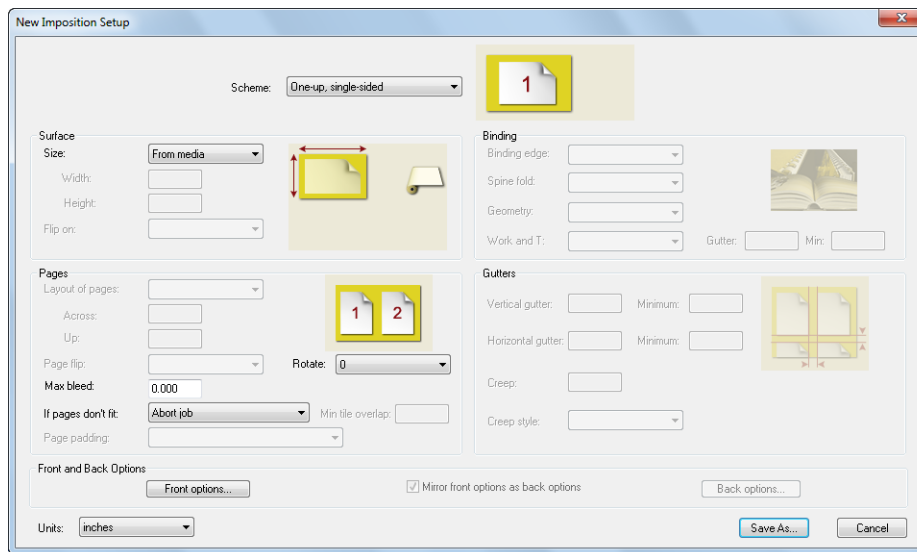 New Imposition Setup
Scheme: One-up, single-sided
1
Surface
Size: From media
Width:
Height:
Flip on:
Binding
Binding edge:
Spine fold:
Geometry:
Work and T: Gutter: Min:
Pages
Layout of pages:
Across:
Up:
1 2
Page flip: Rotate: 0
Max bleed: 0.000
If pages don't fit: Abort job Min tile overlap:
Page padding:
Gutters
Vertical gutter: Minimum:
Horizontal gutter: Minimum:
Creep:
Creep style:
Front and Back Options
Front options... Mirror front options as back options Back options...
Units: inches Save As... Cancel